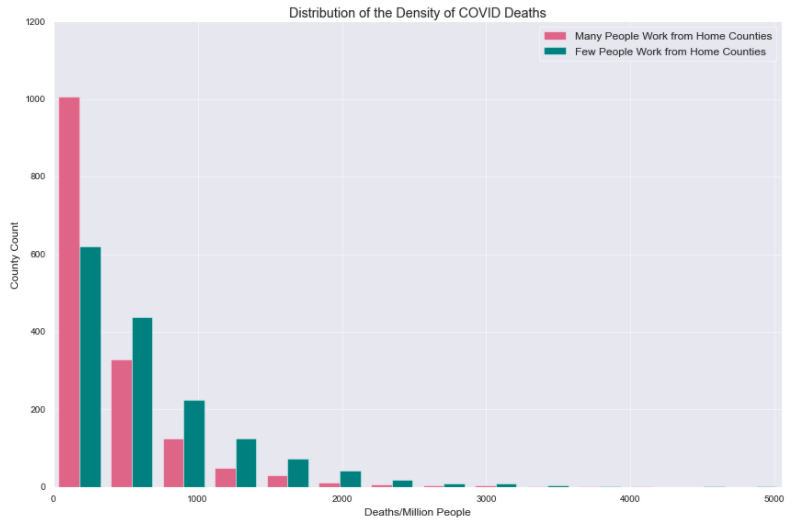 Distribution of the Density of COVID Deaths
1200
Many People Work from Home Counties
Few People Work from Home Counties
1000
800
600
400
200
0
County Count
0 1000 2000 3000 4000 5000
Deaths/Million People